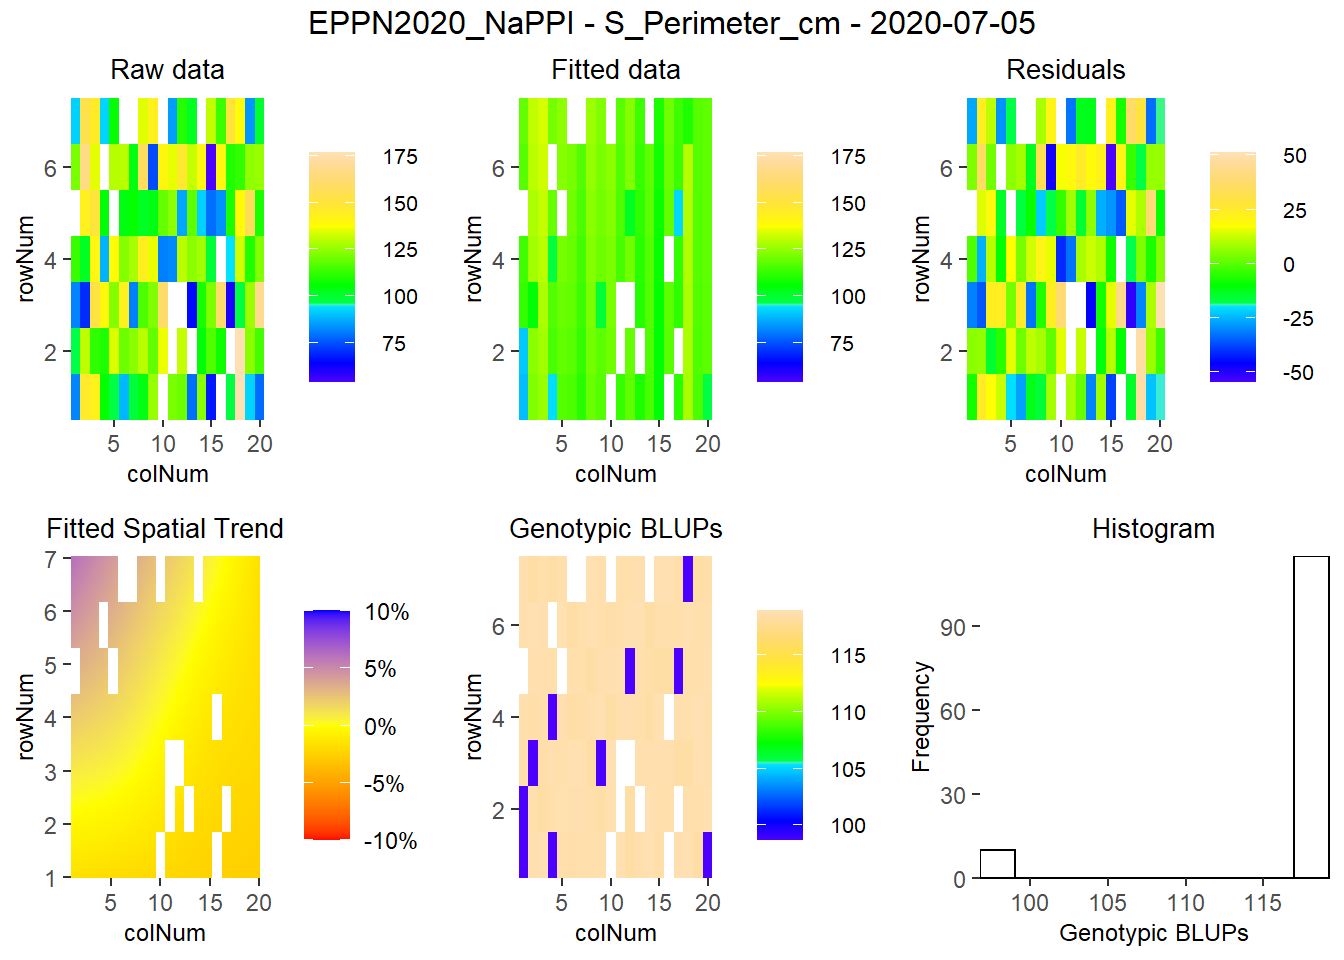 EPPN2020_NaPPI - S_Perimeter_cm - 2020-07-05
Raw data
Fitted data
Residuals
rowNum
6
4
2
5 10 15 20
colNum
175
150
125
100
75
rowNum
6
4
2
5 10 15 20
colNum
175
150
125
100
75
rowNum
6
4
2
5 10 15 20
colNum
50
25
0
-25
-50
Fitted Spatial Trend
Genotypic BLUPs
Histogram
rowNum
7
6
5
4
3
2
1
5 10 15 20
colNum
10%
5%
0%
-5%
-10%
rowNum
6
4
2
5 10 15 20
colNum
115
110
105
100
Frequency
90
60
30
0
100 105 110 115
Genotypic BLUPs